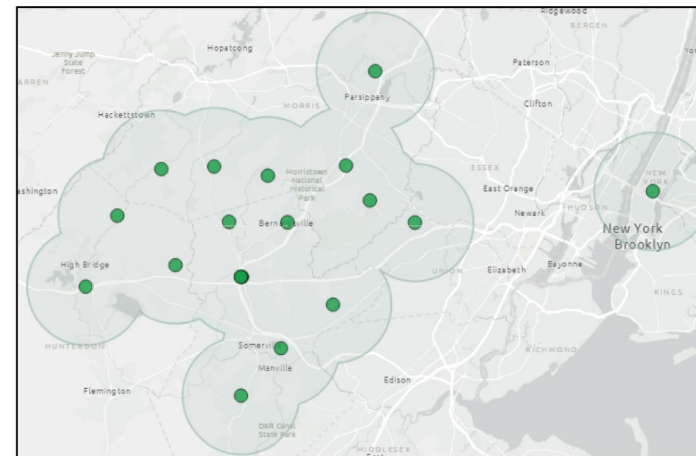 Ridgewood
BERGEN
Hopatcong
Jenny Jump
State
Forest
Paterson
Parsippany
Clifton
MORRIS
Hackettstown
Morristown
National
Historical
Park
ESSEX
NEW
YORK
East Orange
HUDSON
Newark
Bernardsville
New York
Brooklyn
High Bridge
Elizabeth
Bayonne
UNION
KINGS
HUNTERDON
Somerville
Manville
RICHMOND
Edison
Flemington
D&R Canal
State Park
MIDDLESEX